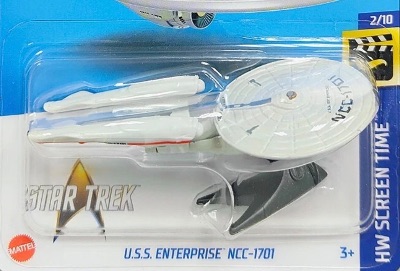 2/10
HW SCREEN TIME
NCC-1701
STAR TREK
MATTEL
U.S.S. ENTERPRISE NCC-1701
3+